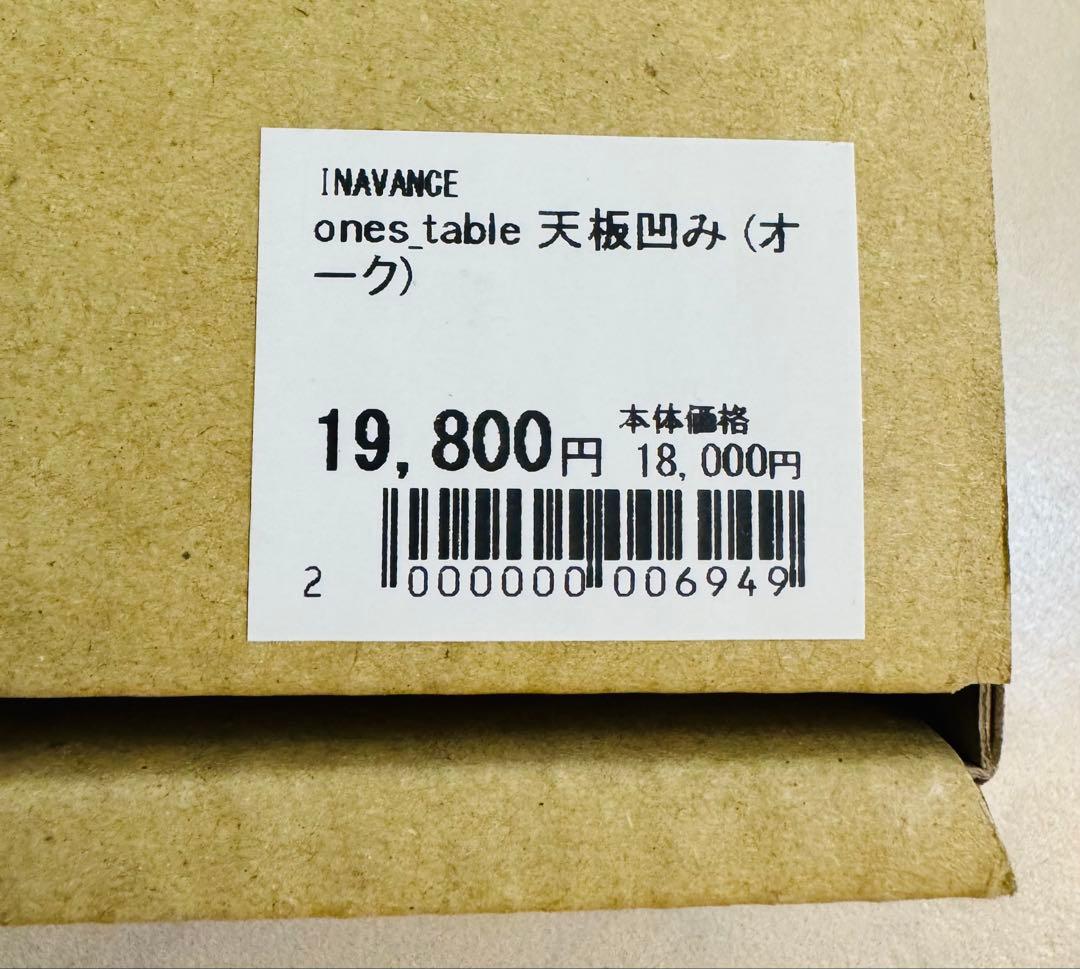 INAVANCE
ones_table 天板凹み (オ
ーク)
19,800円
本体価格
18,000円
2 000000 006949